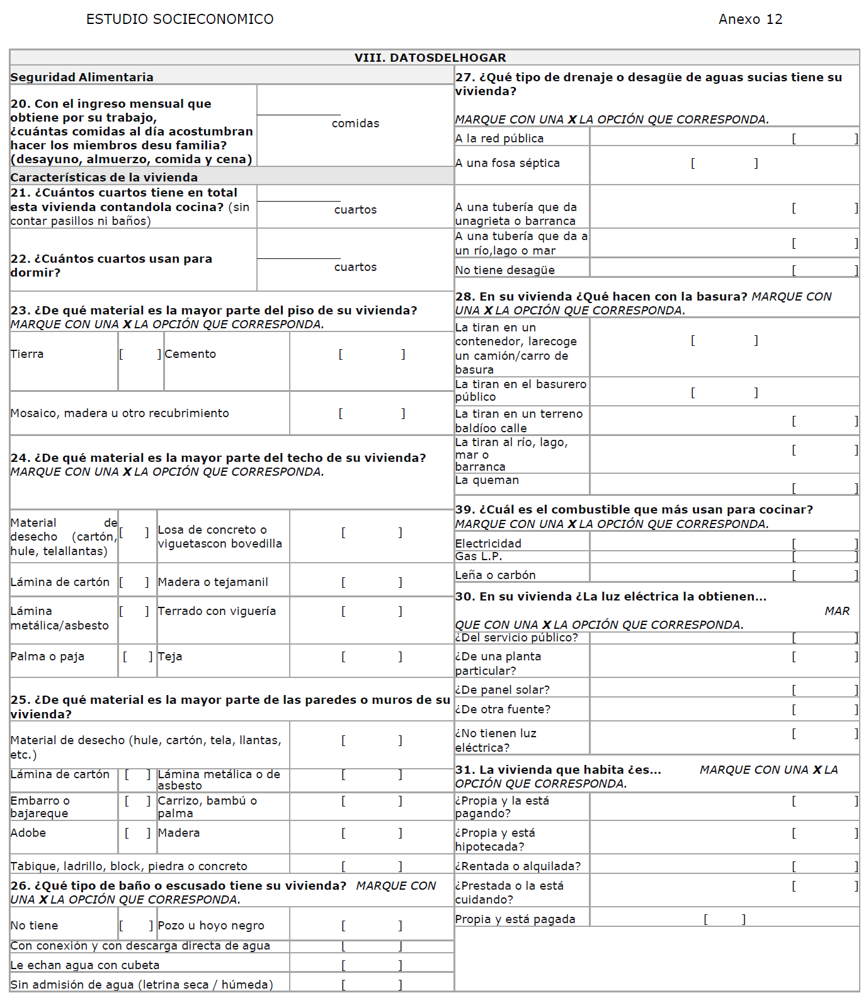 ESTUDIO SOCIECONOMICO Anexo 12
VIII. DATOSDELHOGAR
Seguridad Alimentaria
20. Con el ingreso mensual que
obtiene por su trabajo,
¿cuántas comidas al día acostumbran
hacer los miembros desu familia?
(desayuno, almuerzo, comida y cena)
______________
comidas
Características de la vivienda
21. ¿Cuántos cuartos tiene en total
esta vivienda contandola cocina? (sin
contar pasillos ni baños)
______________
cuartos
22. ¿Cuántos cuartos usan para
dormir?
______________
cuartos
23. ¿De qué material es la mayor parte del piso de su vivienda?
MARQUE CON UNA X LA OPCIÓN QUE CORRESPONDA.
Tierra [ ] Cemento [ ]
Mosaico, madera u otro recubrimiento [ ]
24. ¿De qué material es la mayor parte del techo de su vivienda?
MARQUE CON UNA X LA OPCIÓN QUE CORRESPONDA.
Material de
desecho (cartón,
hule, telallantas)
[ ]
Losa de concreto o
viguetascon bovedilla
[ ]
Lámina de cartón [ ] Madera o tejamanil [ ]
Lámina
metálica/asbesto
[ ]
Terrado con viguería [ ]
Palma o paja [ ] Teja [ ]
25. ¿De qué material es la mayor parte de las paredes o muros de su
vivienda?
Material de desecho (hule, cartón, tela, llantas,
etc.)
[ ]
Lámina de cartón [ ] Lámina metálica o de
asbesto
[ ]
Embarro o
bajareque
[ ]
Carrizo, bambú o
palma
[ ]
Adobe [ ] Madera [ ]
Tabique, ladrillo, block, piedra o concreto [ ]
26. ¿Qué tipo de baño o escusado tiene su vivienda? MARQUE CON
UNA X LA OPCIÓN QUE CORRESPONDA.
No tiene [ ] Pozo u hoyo negro [ ]
Con conexión y con descarga directa de agua [ ]
Le echan agua con cubeta [ ]
Sin admisión de agua (letrina seca / húmeda) [ ]
27. ¿Qué tipo de drenaje o desagüe de aguas sucias tiene su
vivienda?
MARQUE CON UNA X LA OPCIÓN QUE CORRESPONDA.
A la red pública [ ]
A una fosa séptica [ ]
A una tubería que da
unagrieta o barranca
[ ]
A una tubería que da a
un río,lago o mar
[ ]
No tiene desagüe [ ]
28. En su vivienda ¿Qué hacen con la basura? MARQUE CON
UNA X LA OPCIÓN QUE CORRESPONDA.
La tiran en un
contenedor, larecoge
un camión/carro de
basura
[ ]
La tiran en el basurero
público
[ ]
La tiran en un terreno
baldíoo calle
[ ]
La tiran al río, lago,
mar o
barranca
[ ]
La queman
[ ]
39. ¿Cuál es el combustible que más usan para cocinar?
MARQUE CON UNA X LA OPCIÓN QUE CORRESPONDA.
Electricidad [ ]
Gas L.P. [ ]
Leña o carbón [ ]
30. En su vivienda ¿La luz eléctrica la obtienen...
MAR
QUE CON UNA X LA OPCIÓN QUE CORRESPONDA.
¿Del servicio público? [ ]
¿De una planta
particular?
[ ]
¿De panel solar? [ ]
¿De otra fuente? [ ]
¿No tienen luz
eléctrica?
[ ]
31. La vivienda que habita ¿es... MARQUE CON UNA X LA
OPCIÓN QUE CORRESPONDA.
¿Propia y la está
pagando?
[ ]
¿Propia y está
hipotecada?
[ ]
¿Rentada o alquilada? [ ]
¿Prestada o la está
cuidando?
[ ]
Propia y está pagada [ ]